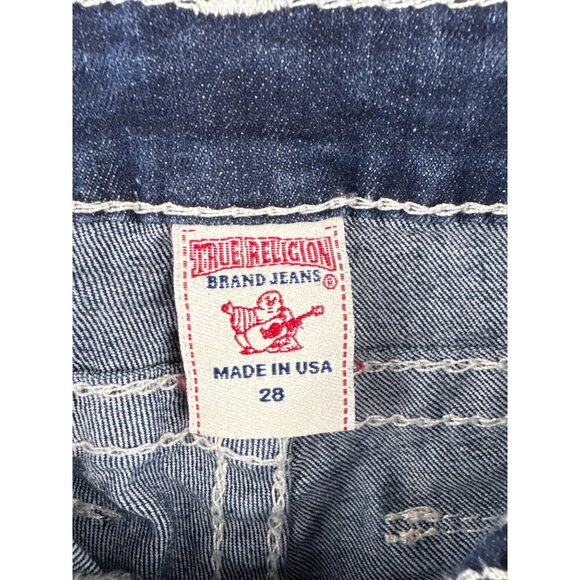 TRUE RELIGION
BRAND JEANS ®
MADE IN USA
28